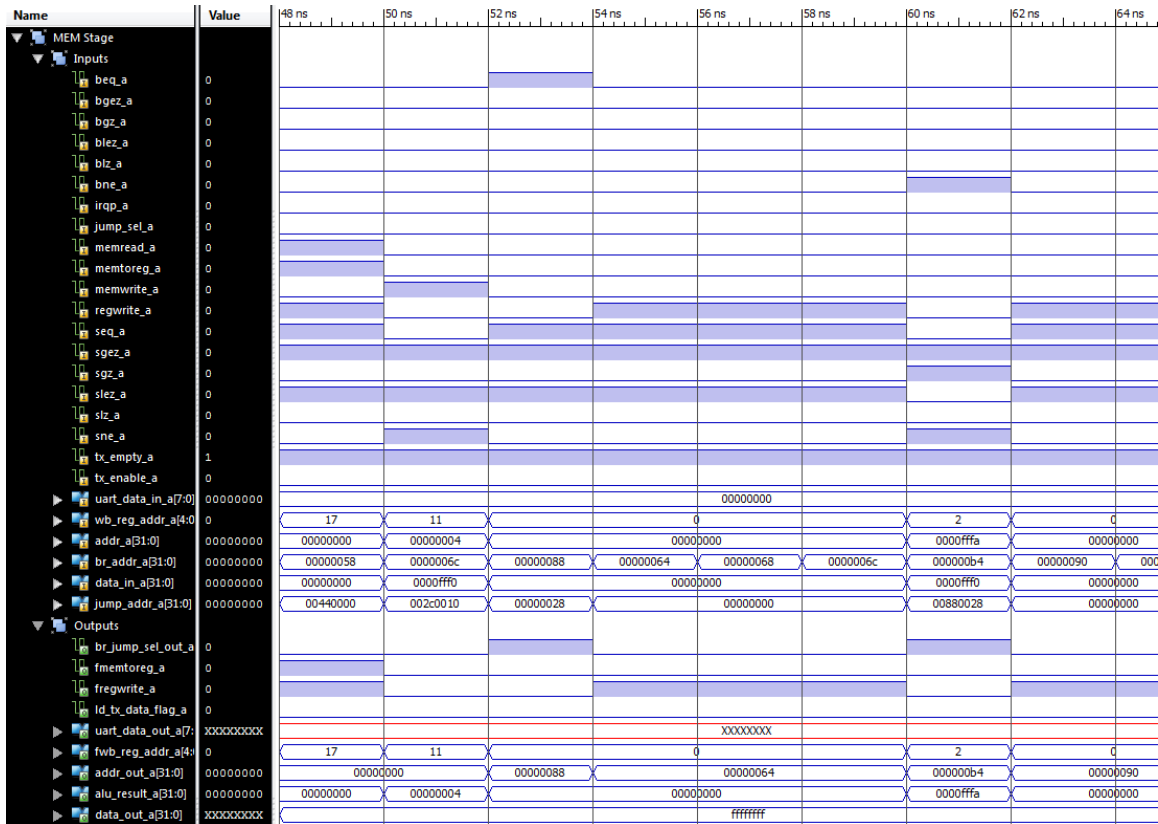 Name Value 48 ns 50 ns 52 ns 54 ns 56 ns 58 ns 60 ns 62 ns 64 ns
MEM Stage
Inputs
beq_a 0
bgez_a 0
bgz_a 0
blez_a 0
blz_a 0
bne_a 0
irqp_a 0
jump_sel_a 0
memread_a 0
memtoreg_a 0
memwrite_a 0
regwrite_a 0
seq_a 0
sgez_a 0
sgz_a 0
slez_a 0
slz_a 0
sne_a 0
tx_empty_a 1
tx_enable_a 0
uart_data_in_a[7:0] 00000000 00000000
wb_reg_addr_a[4:0 0 17 11 0 2 0
addr_a[31:0] 00000000 00000000 00000004 00000000 0000fffa 00000000
br_addr_a[31:0] 00000000 00000058 0000006c 00000088 00000064 00000068 0000006c 000000b4 00000090 000
data_in_a[31:0] 00000000 00000000 0000fff0 00000000 0000fff0 00000000
jump_addr_a[31:0] 00000000 00440000 002c0010 00000028 00000000 00880028 00000000
Outputs
br_jump_sel_out_a 0
fmemtoreg_a 0
fregwrite_a 0
ld_tx_data_flag_a 0
uart_data_out_a[7: XXXXXXXX XXXXXXXX
fwb_reg_addr_a[4: 0 17 11 0 2 0
addr_out_a[31:0] 00000000 00000000 00000088 00000064 000000b4 00000090
alu_result_a[31:0] 00000000 00000000 00000004 00000000 0000fffa 00000000
data_out_a[31:0] XXXXXXXX ffffffff